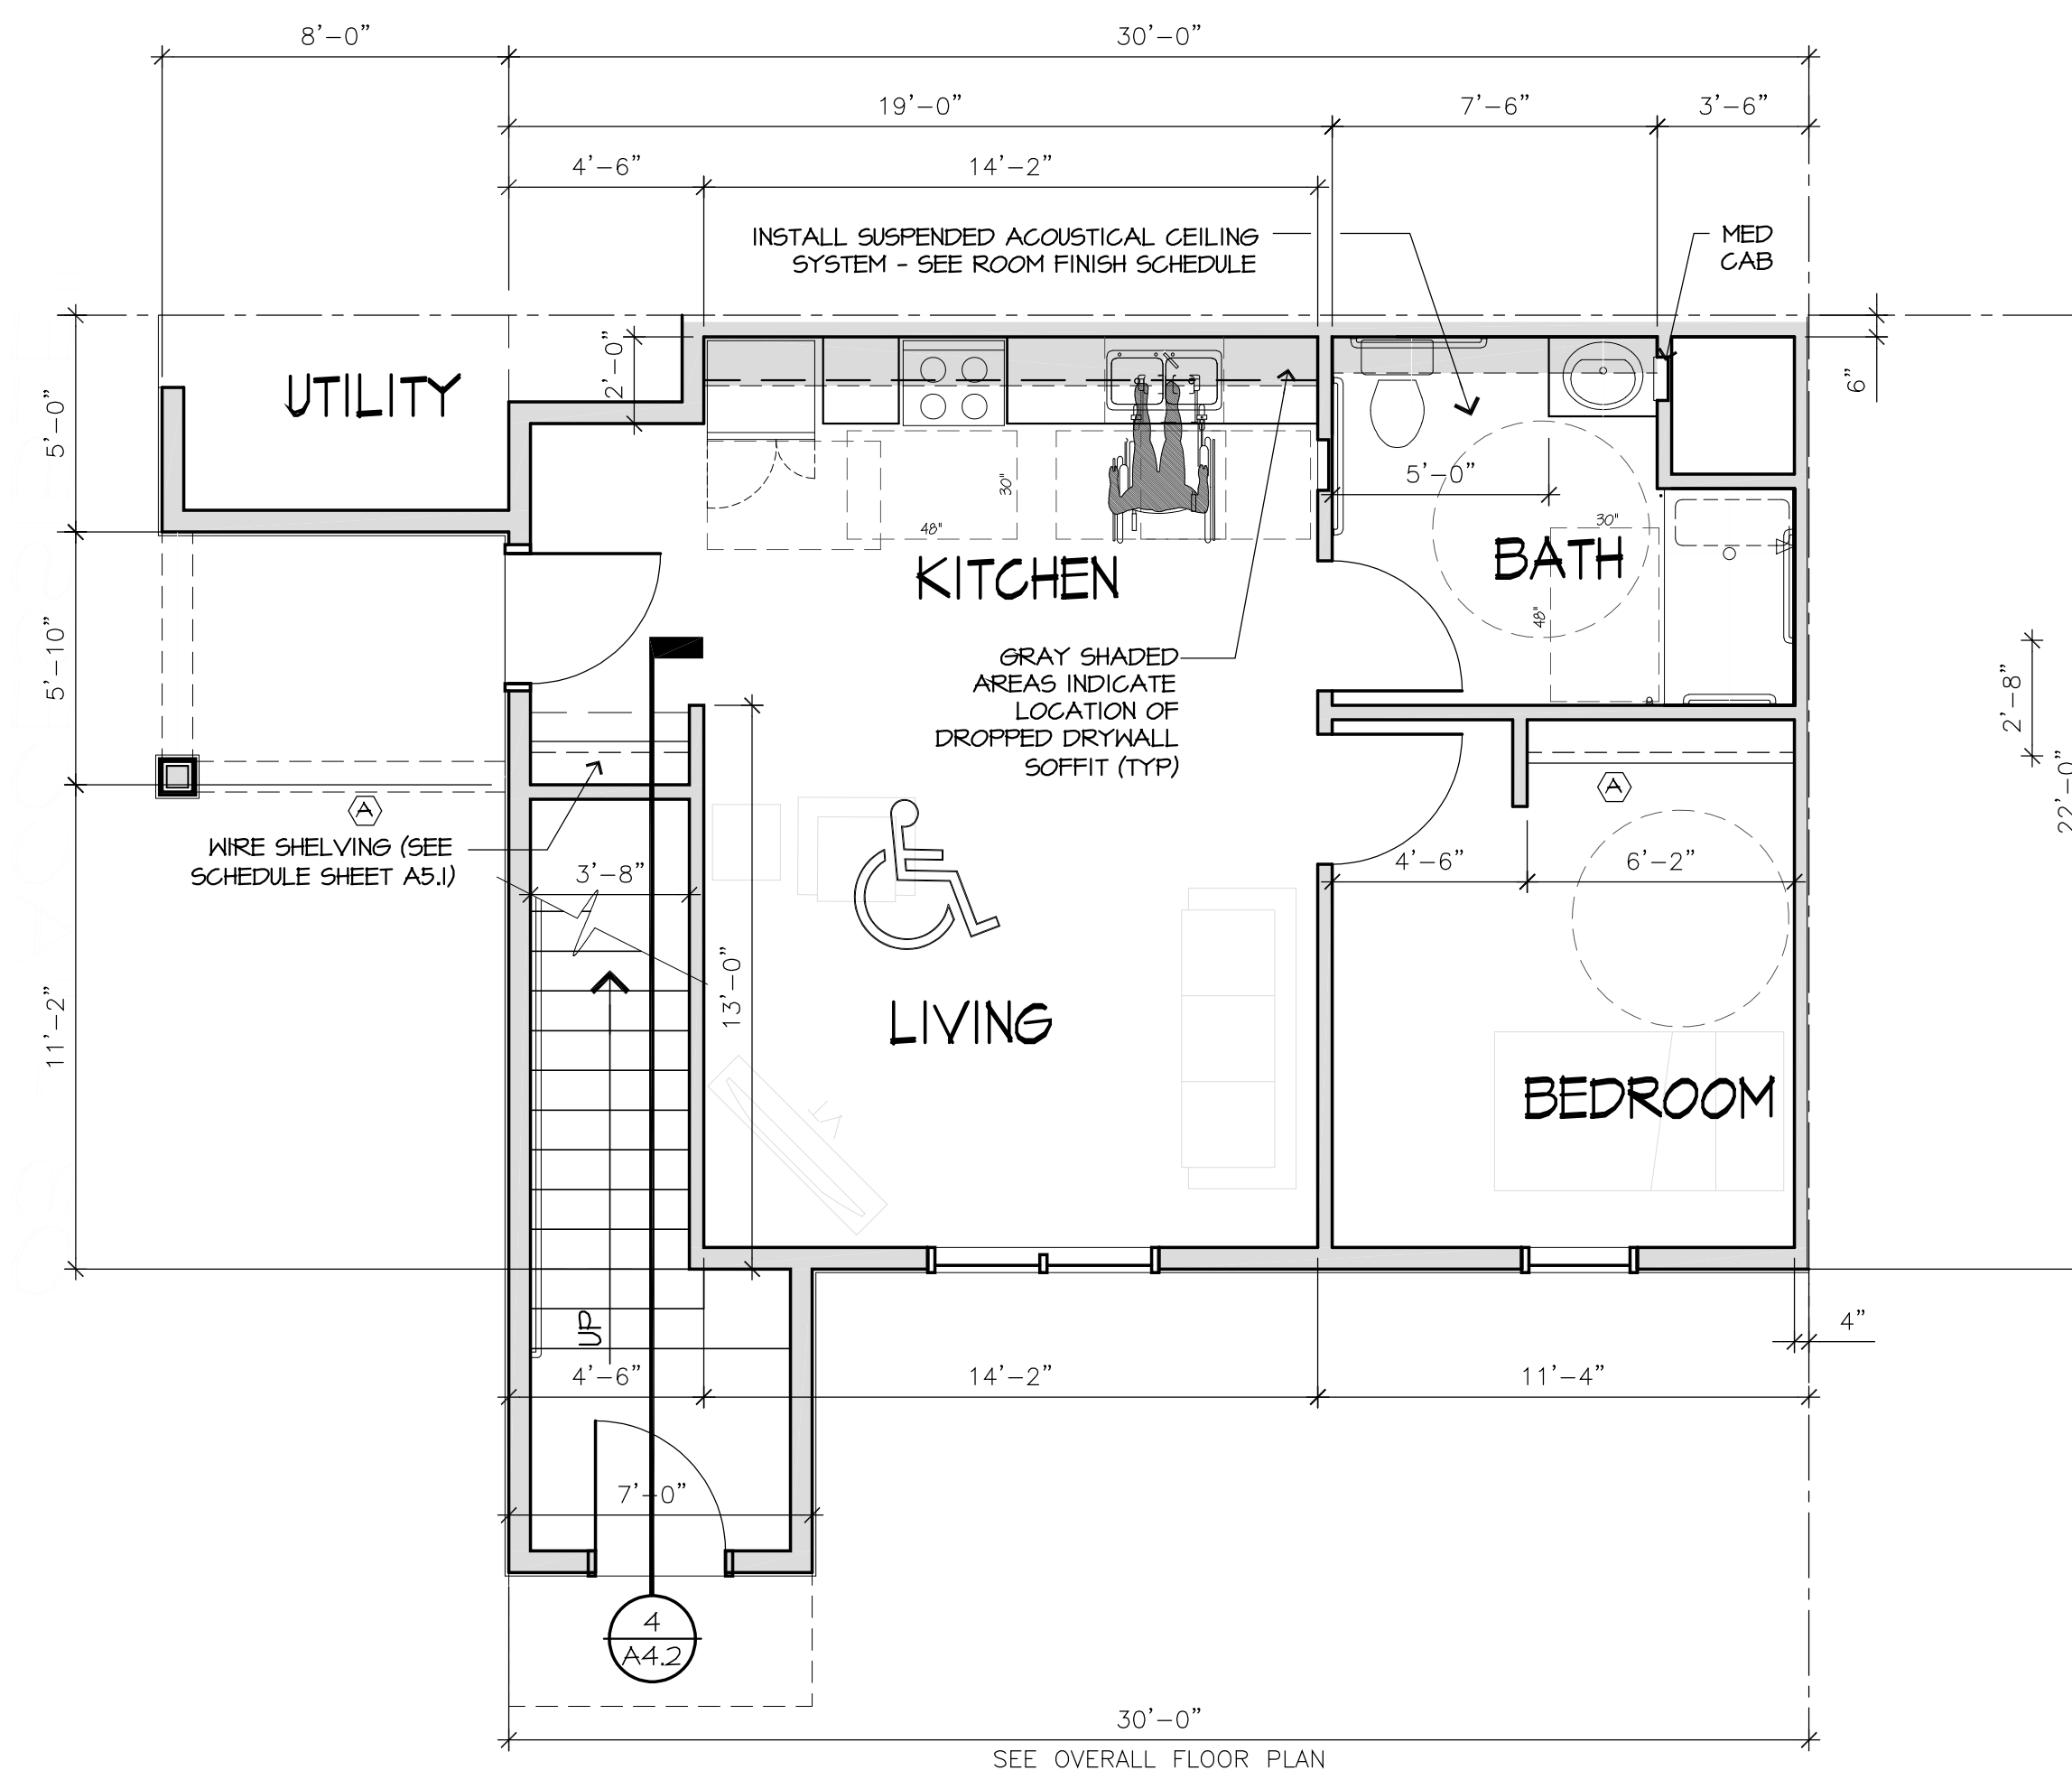 8'-0"
30'-0"
19'-0"
7'-6"
3'-6"
4'-6"
14'-2"
INSTALL SUSPENDED ACOUSTICAL CEILING
SYSTEM - SEE ROOM FINISH SCHEDULE
MED
CAB
UTILITY
2'-0"
6"
5'-0"
5'-0"
30"
48"
30"
KITCHEN
BATH
48"
5'-10"
GRAY SHADED
AREAS INDICATE
LOCATION OF
DROPPED DRYWALL
SOFFIT (TYP)
2'-8"
22'-0"
A
A
WIRE SHELVING (SEE
SCHEDULE SHEET A5.1)
3'-8"
4'-6"
6'-2"
13'-0"
11'-2"
LIVING
BEDROOM
UP
4"
4'-6"
14'-2"
11'-4"
7'-0"
4
A4.2
30'-0"
SEE OVERALL FLOOR PLAN